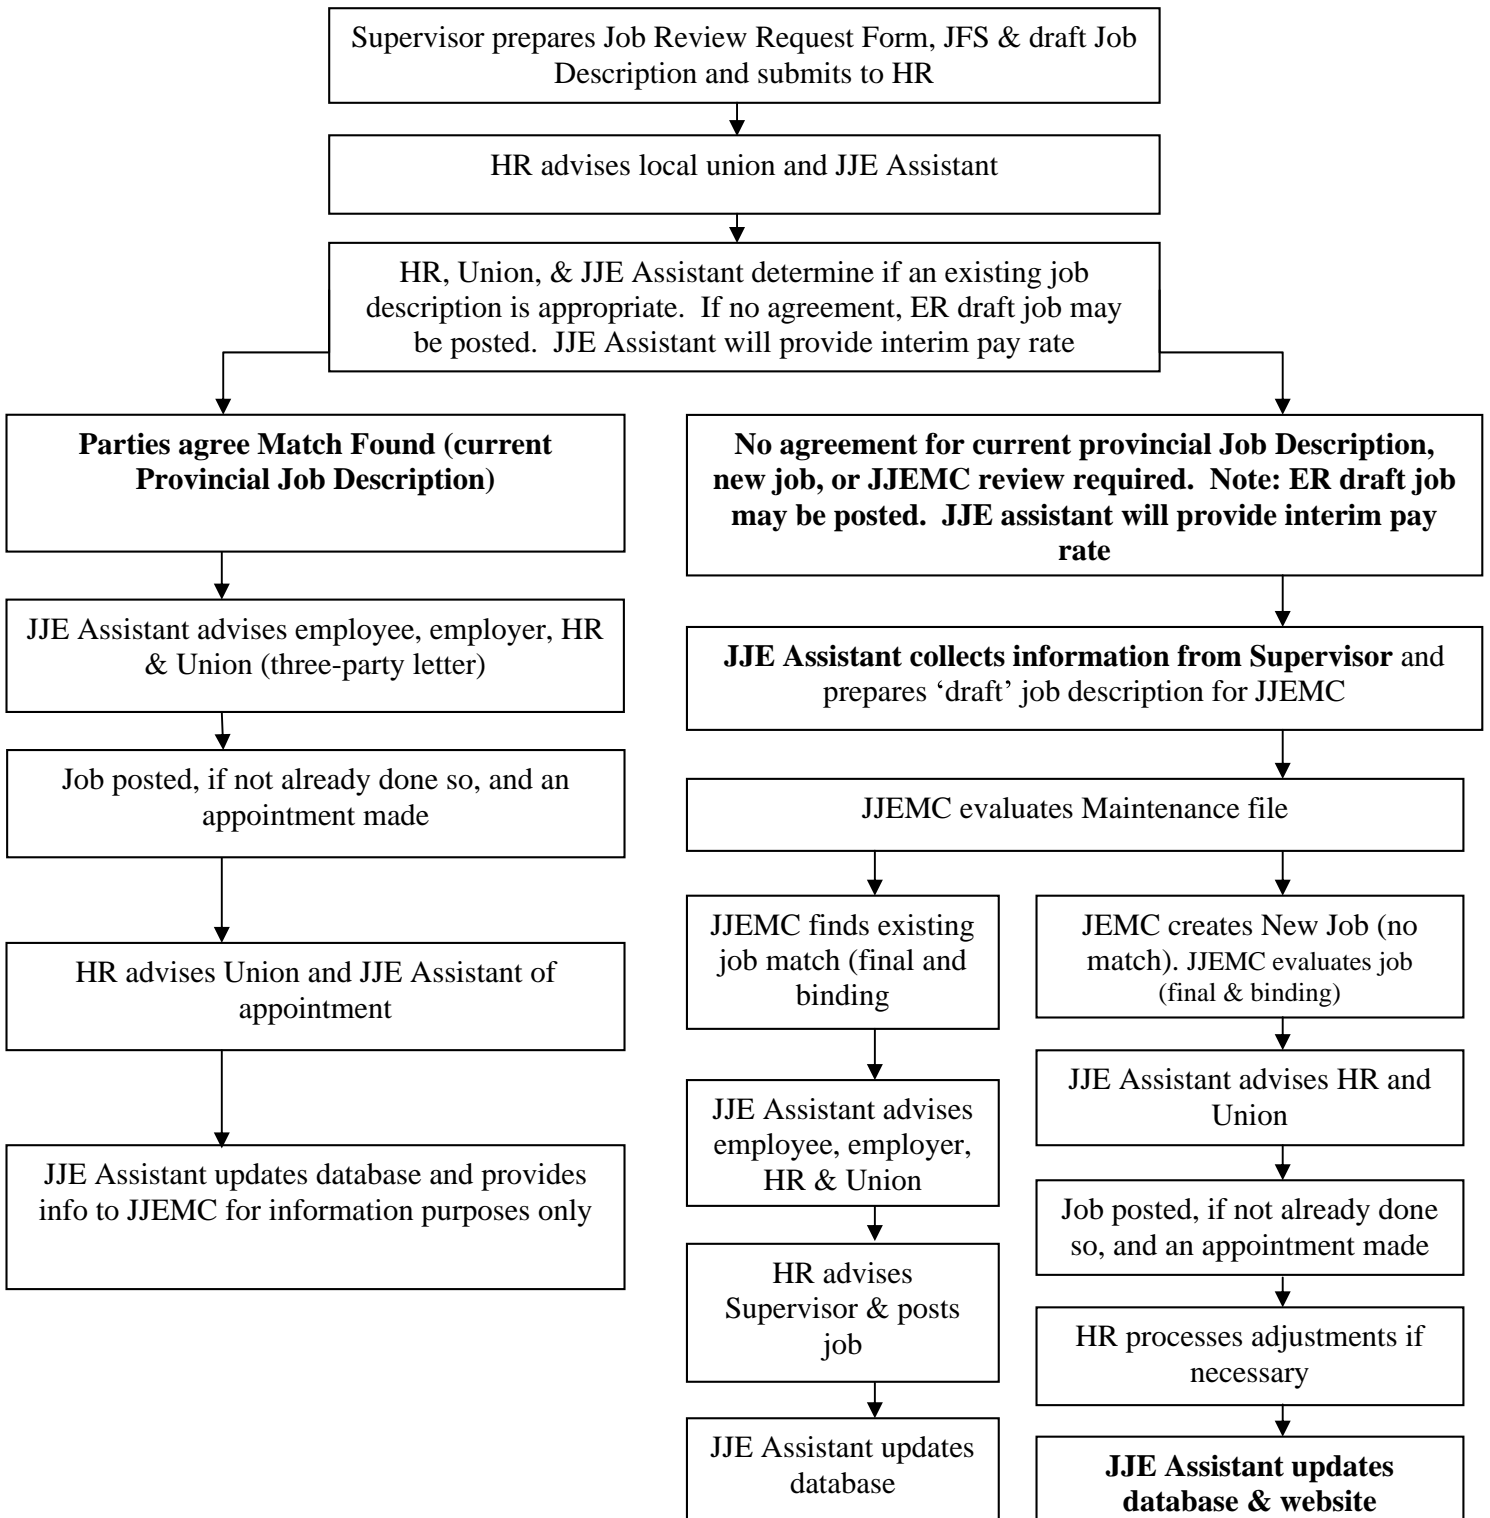 Supervisor prepares Job Review Request Form, JFS & draft Job
Description and submits to HR
HR advises local union and JJE Assistant
HR, Union, & JJE Assistant determine if an existing job
description is appropriate.  If no agreement, ER draft job may
be posted.  JJE Assistant will provide interim pay rate
Parties agree Match Found (current
Provincial Job Description)
JJE Assistant advises employee, employer, HR
& Union (three-party letter)
Job posted, if not already done so, and an
appointment made
HR advises Union and JJE Assistant of
appointment
JJE Assistant updates database and provides
info to JJEMC for information purposes only
No agreement for current provincial Job Description,
new job, or JJEMC review required.  Note: ER draft job
may be posted.  JJE assistant will provide interim pay
rate
JJE Assistant collects information from Supervisor and
prepares ‘draft’ job description for JJEMC
JJEMC evaluates Maintenance file
JJEMC finds existing
job match (final and
binding
JJE Assistant advises
employee, employer,
HR & Union
HR advises
Supervisor & posts
job
JJE Assistant updates
database
JEMC creates New Job (no
match). JJEMC evaluates job
(final & binding)
JJE Assistant advises HR and
Union
Job posted, if not already done
so, and an appointment made
HR processes adjustments if
necessary
JJE Assistant updates
database & website